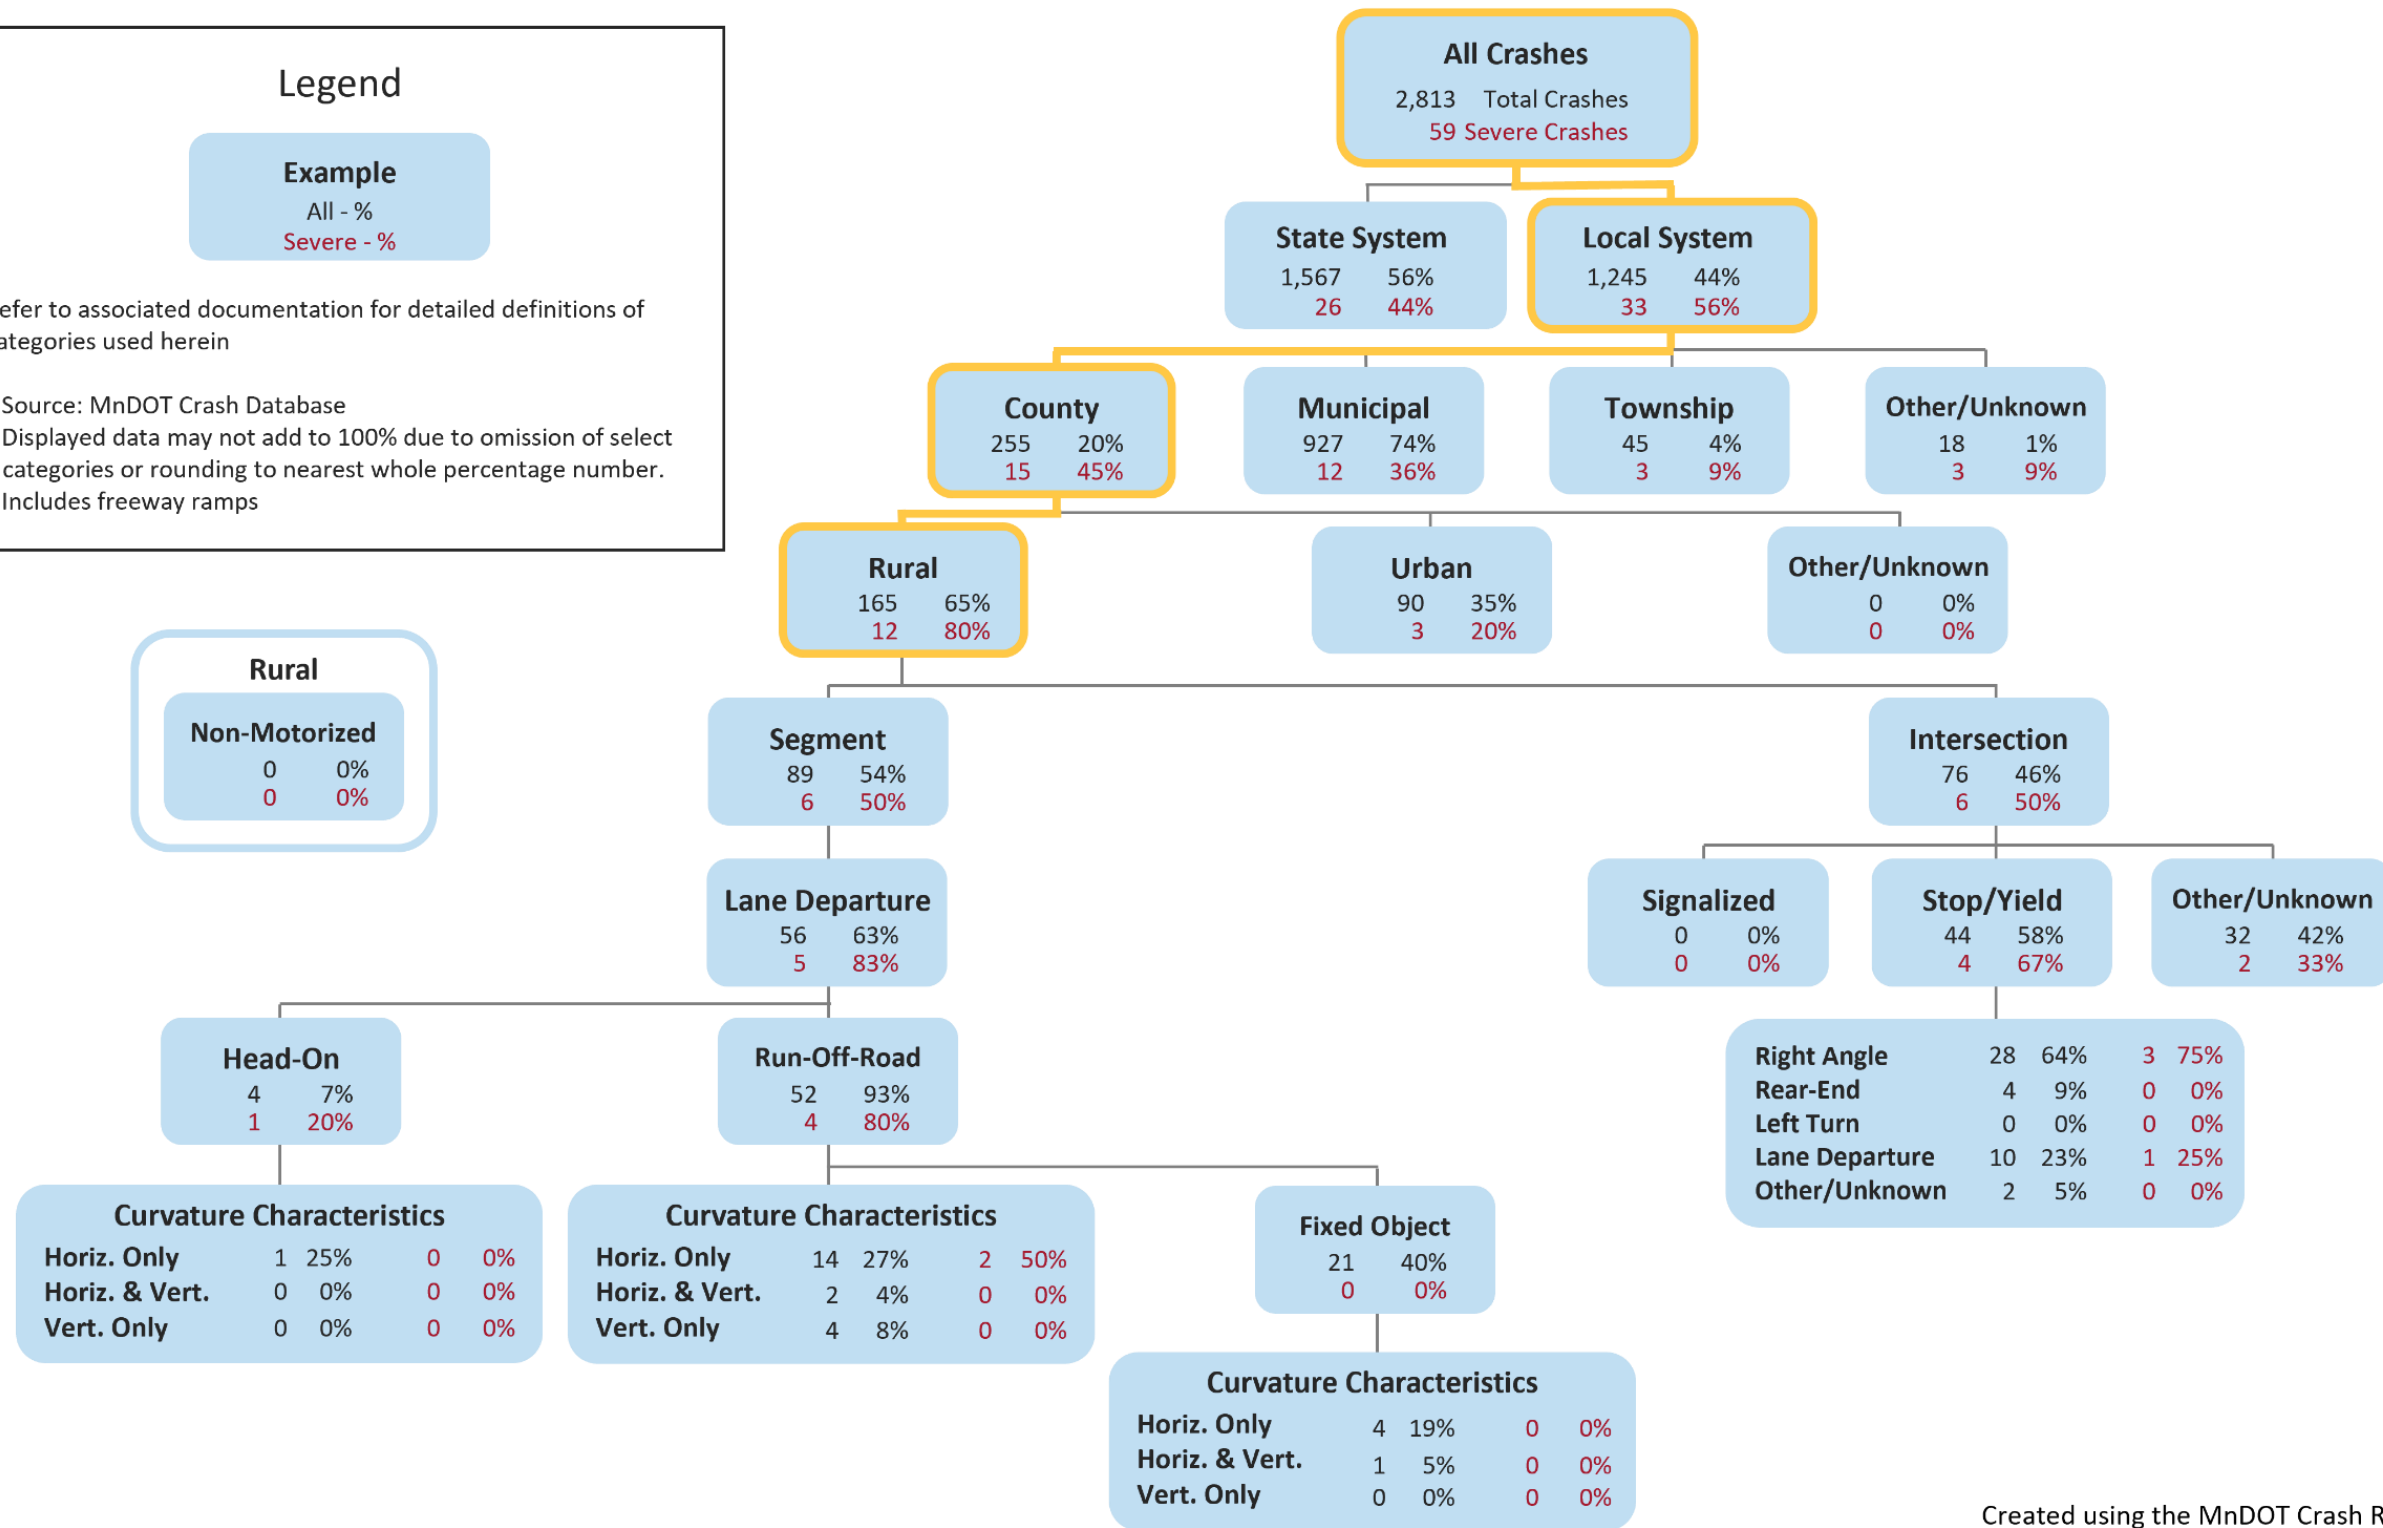 Legend
Example
All - %
Severe - %
efer to associated documentation for detailed definitions of
ategories used herein
Source: MnDOT Crash Database
Displayed data may not add to 100% due to omission of select
categories or rounding to nearest whole percentage number.
Includes freeway ramps
All Crashes
2,813 Total Crashes
59 Severe Crashes
State System
1,567 56%
26 44%
Local System
1,245 44%
33 56%
County
255 20%
15 45%
Municipal
927 74%
12 36%
Township
45 4%
3 9%
Other/Unknown
18 1%
3 9%
Rural
165 65%
12 80%
Urban
90 35%
3 20%
Other/Unknown
0 0%
0 0%
Rural
Non-Motorized
0 0%
0 0%
Segment
89 54%
6 50%
Intersection
76 46%
6 50%
Lane Departure
56 63%
5 83%
Signalized
0 0%
0 0%
Stop/Yield
44 58%
4 67%
Other/Unknown
32 42%
2 33%
Head-On
4 7%
1 20%
Run-Off-Road
52 93%
4 80%
Right Angle 28 64% 3 75%
Rear-End 4 9% 0 0%
Left Turn 0 0% 0 0%
Lane Departure 10 23% 1 25%
Other/Unknown 2 5% 0 0%
Curvature Characteristics
Horiz. Only 1 25% 0 0%
Horiz. & Vert. 0 0% 0 0%
Vert. Only 0 0% 0 0%
Curvature Characteristics
Horiz. Only 14 27% 2 50%
Horiz. & Vert. 2 4% 0 0%
Vert. Only 4 8% 0 0%
Fixed Object
21 40%
0 0%
Curvature Characteristics
Horiz. Only 4 19% 0 0%
Horiz. & Vert. 1 5% 0 0%
Vert. Only 0 0% 0 0%
Created using the MnDOT Crash R